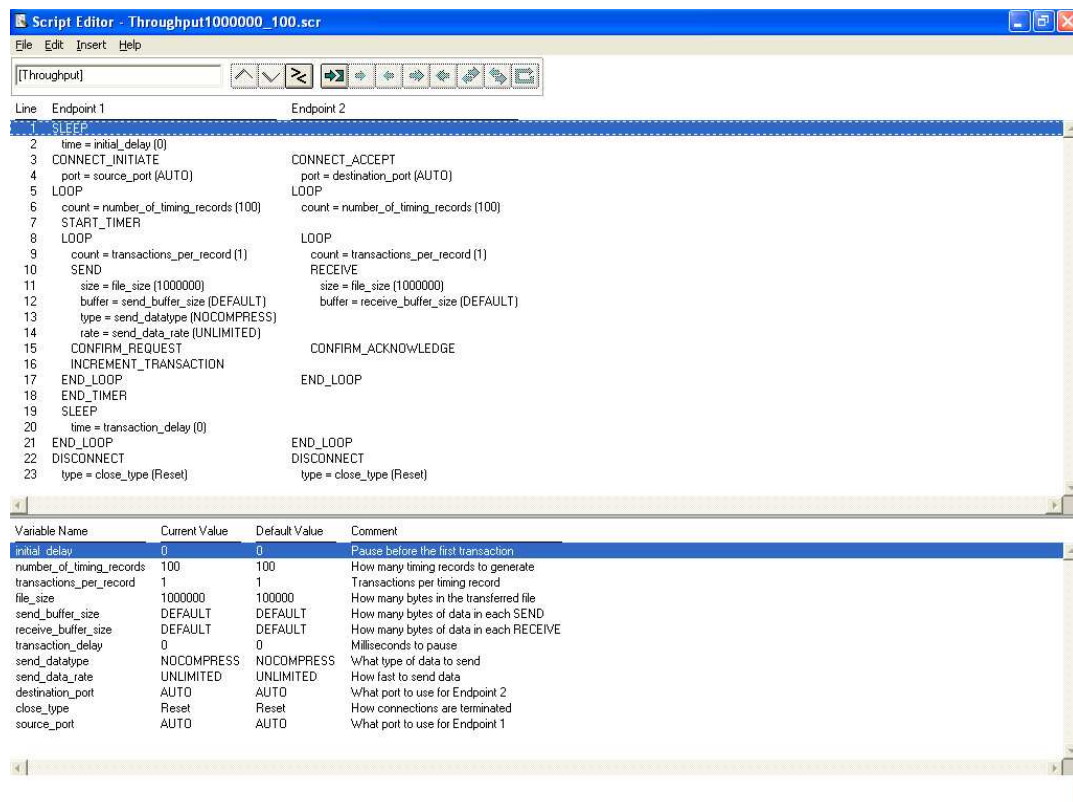 Script Editor - Throughput1000000_100.scr
File Edit Insert Help
[Throughput]
Line Endpoint 1 Endpoint 2
1 SLEEP
2 time = initial_delay (0)
3 CONNECT_INITIATE CONNECT_ACCEPT
4 port = source_port (AUTO) port = destination_port (AUTO)
5 LOOP LOOP
6 count = number_of_timing_records (100) count = number_of_timing_records (100)
7 START_TIMER
8 LOOP LOOP
9 count = transactions_per_record (1) count = transactions_per_record (1)
10 SEND RECEIVE
11 size = file_size (1000000) size = file_size (1000000)
12 buffer = send_buffer_size (DEFAULT) buffer = receive_buffer_size (DEFAULT)
13 type = send_datatype (NOCOMPRESS)
14 rate = send_data_rate (UNLIMITED)
15 CONFIRM_REQUEST CONFIRM_ACKNOWLEDGE
16 INCREMENT_TRANSACTION
17 END_LOOP END_LOOP
18 END_TIMER
19 SLEEP
20 time = transaction_delay (0)
21 END_LOOP END_LOOP
22 DISCONNECT DISCONNECT
23 type = close_type (Reset) type = close_type (Reset)
Variable Name Current Value Default Value Comment
initial_delay 0 0 Pause before the first transaction
number_of_timing_records 100 100 How many timing records to generate
transactions_per_record 1 1 Transactions per timing record
file_size 1000000 100000 How many bytes in the transferred file
send_buffer_size DEFAULT DEFAULT How many bytes of data in each SEND
receive_buffer_size DEFAULT DEFAULT How many bytes of data in each RECEIVE
transaction_delay 0 0 Milliseconds to pause
send_datatype NOCOMPRESS NOCOMPRESS What type of data to send
send_data_rate UNLIMITED UNLIMITED How fast to send data
destination_port AUTO AUTO What port to use for Endpoint 2
close_type Reset Reset How connections are terminated
source_port AUTO AUTO What port to use for Endpoint 1